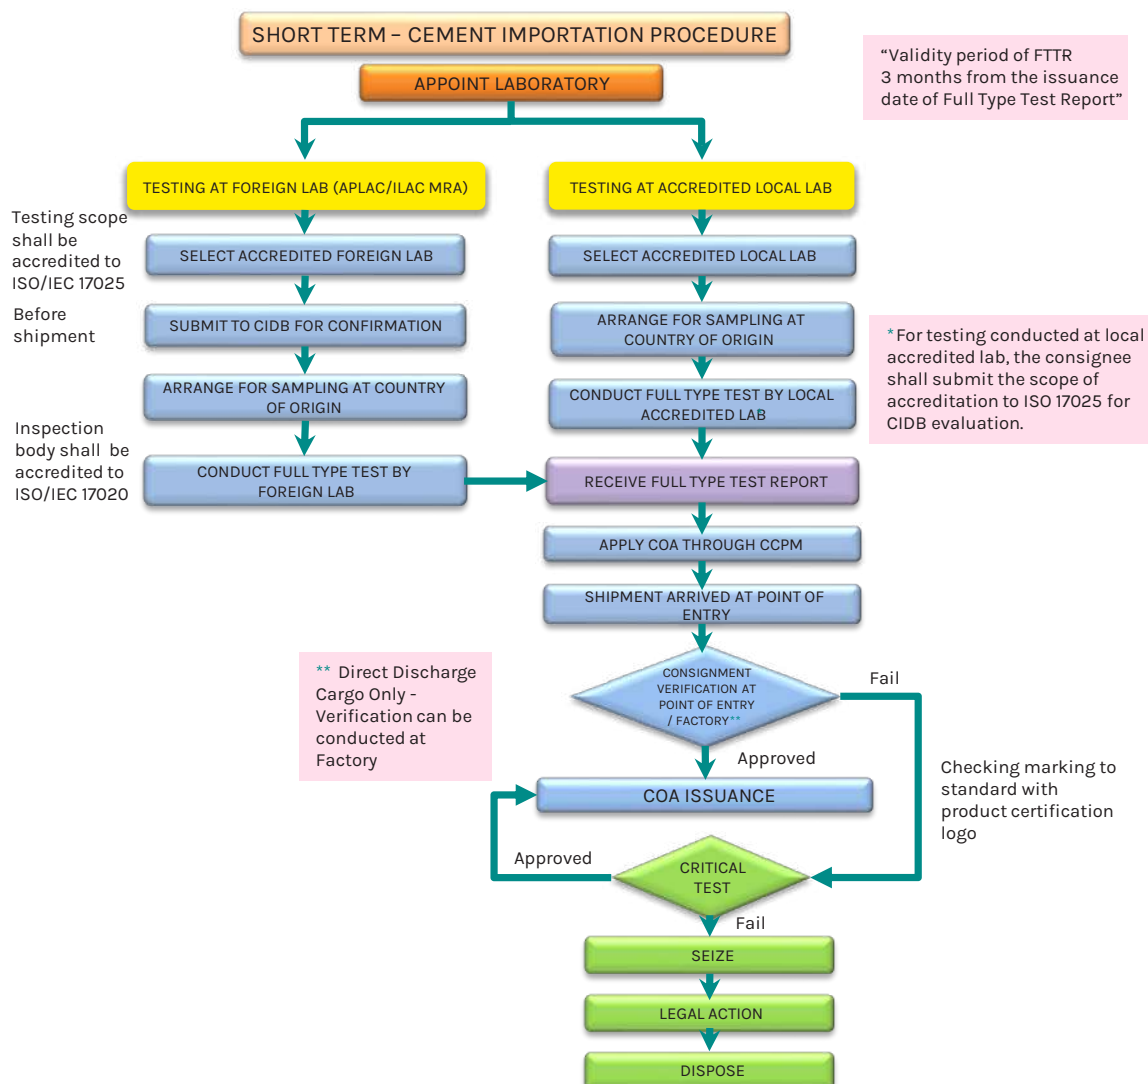 SHORT TERM – CEMENT IMPORTATION PROCEDURE
APPOINT LABORATORY
“Validity period of FTTR
3 months from the issuance
date of Full Type Test Report”
TESTING AT FOREIGN LAB (APLAC/ILAC MRA)
TESTING AT ACCREDITED LOCAL LAB
Testing scope
shall be
accredited to
ISO/IEC 17025
SELECT ACCREDITED FOREIGN LAB
SELECT ACCREDITED LOCAL LAB
Before
shipment
SUBMIT TO CIDB FOR CONFIRMATION
ARRANGE FOR SAMPLING AT
COUNTRY OF ORIGIN
*For testing conducted at local
accredited lab, the consignee
shall submit the scope of
accreditation to ISO 17025 for
CIDB evaluation.
ARRANGE FOR SAMPLING AT COUNTRY
OF ORIGIN
CONDUCT FULL TYPE TEST BY LOCAL
ACCREDITED LAB*
Inspection
body shall be
accredited to
ISO/IEC 17020
CONDUCT FULL TYPE TEST BY
FOREIGN LAB
RECEIVE FULL TYPE TEST REPORT
APPLY COA THROUGH CCPM
SHIPMENT ARRIVED AT POINT OF
ENTRY
** Direct Discharge
Cargo Only -
Verification can be
conducted at
Factory
CONSIGNMENT
VERIFICATION AT
POINT OF ENTRY
/ FACTORY**
Fail
Approved
COA ISSUANCE
Checking marking to
standard with
product certification
logo
Approved
CRITICAL
TEST
Fail
SEIZE
LEGAL ACTION
DISPOSE